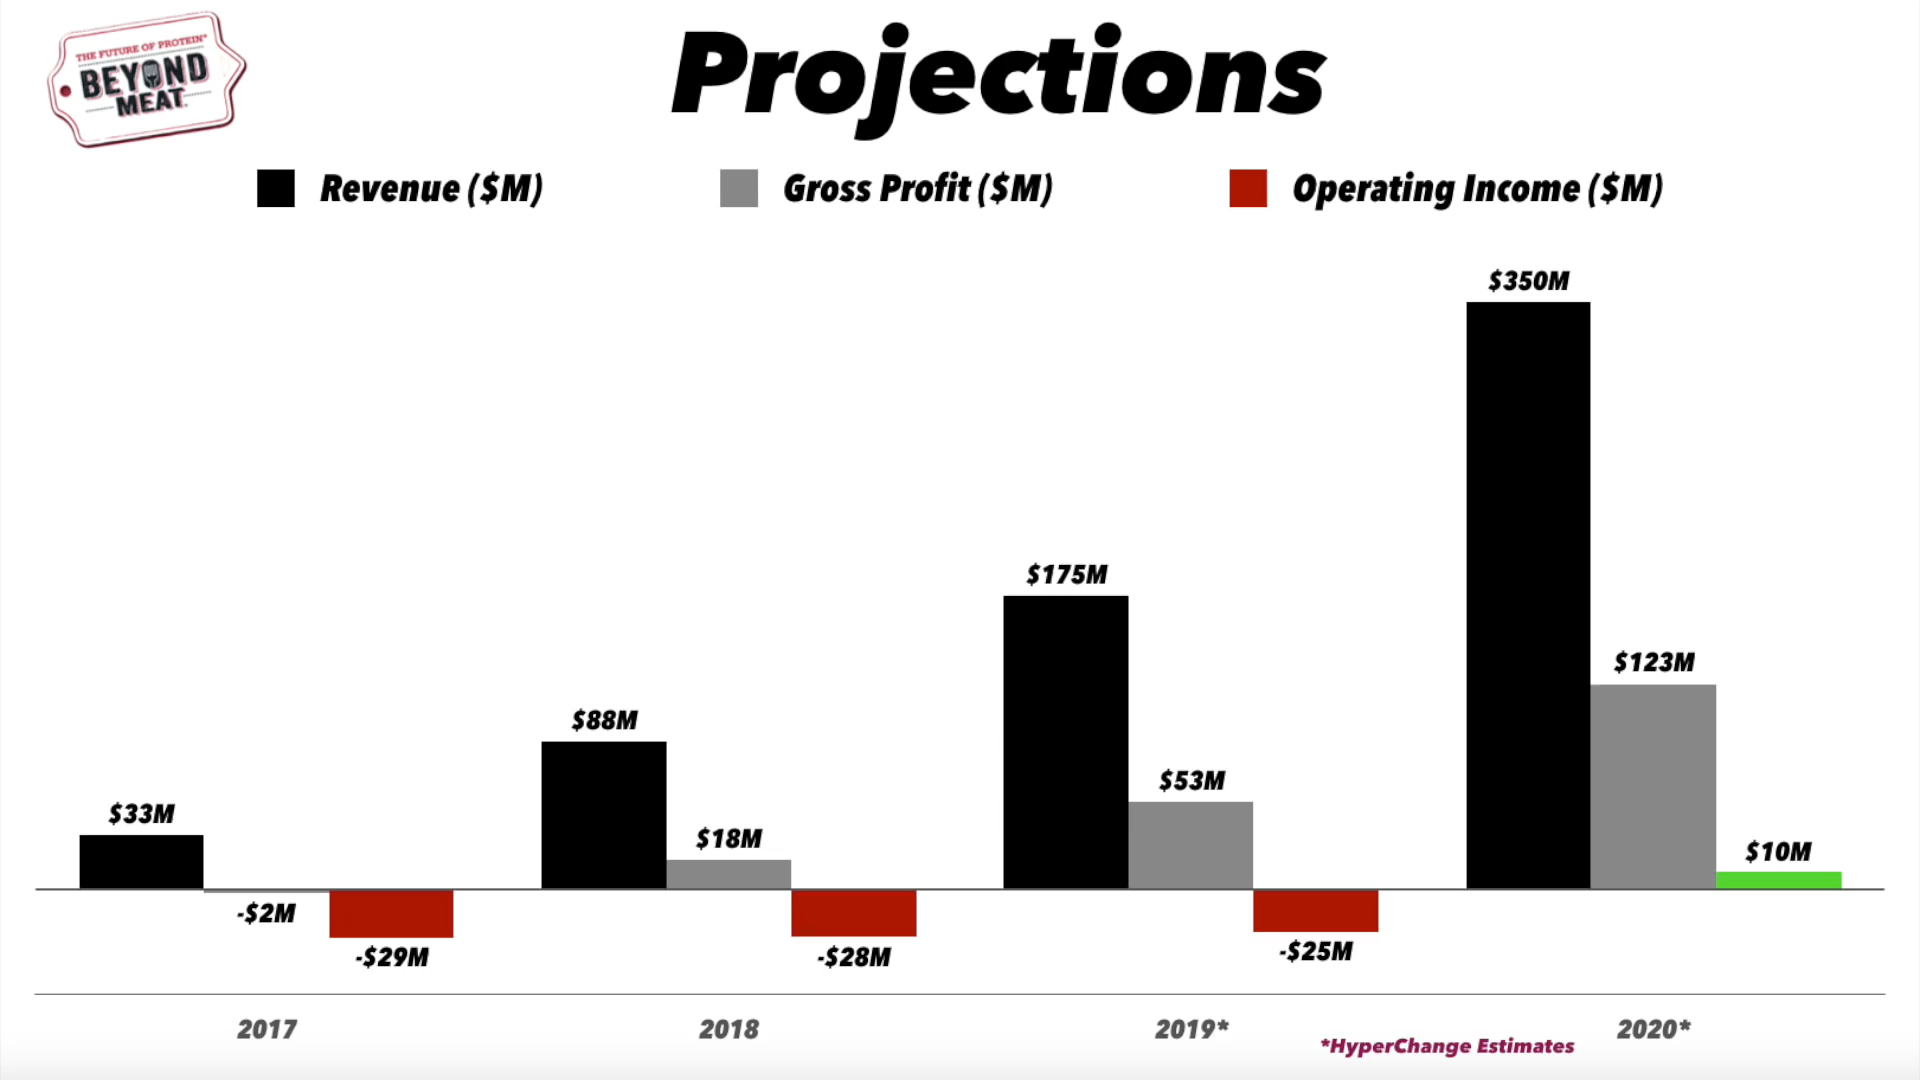 THE FUTURE OF PROTEIN*
BEYOND
MEAT
Projections
Revenue ($M)
Gross Profit ($M)
Operating Income ($M)
$33M
-$2M
-$29M
$88M
$18M
-$28M
$175M
$53M
-$25M
$350M
$123M
$10M
2017
2018
2019*
2020*
*HyperChange Estimates